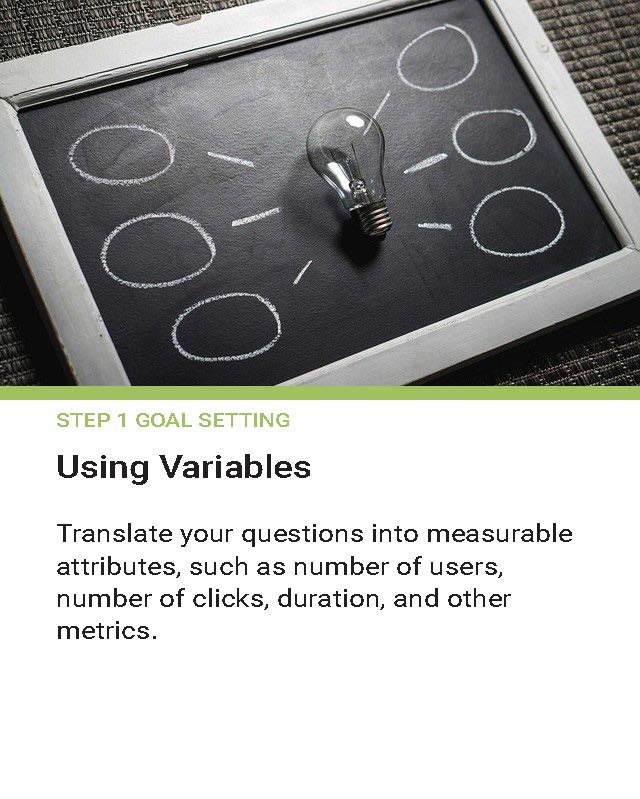 STEP 1 GOAL SETTING
Using Variables
Translate your questions into measurable
attributes, such as number of users,
number of clicks, duration, and other
metrics.